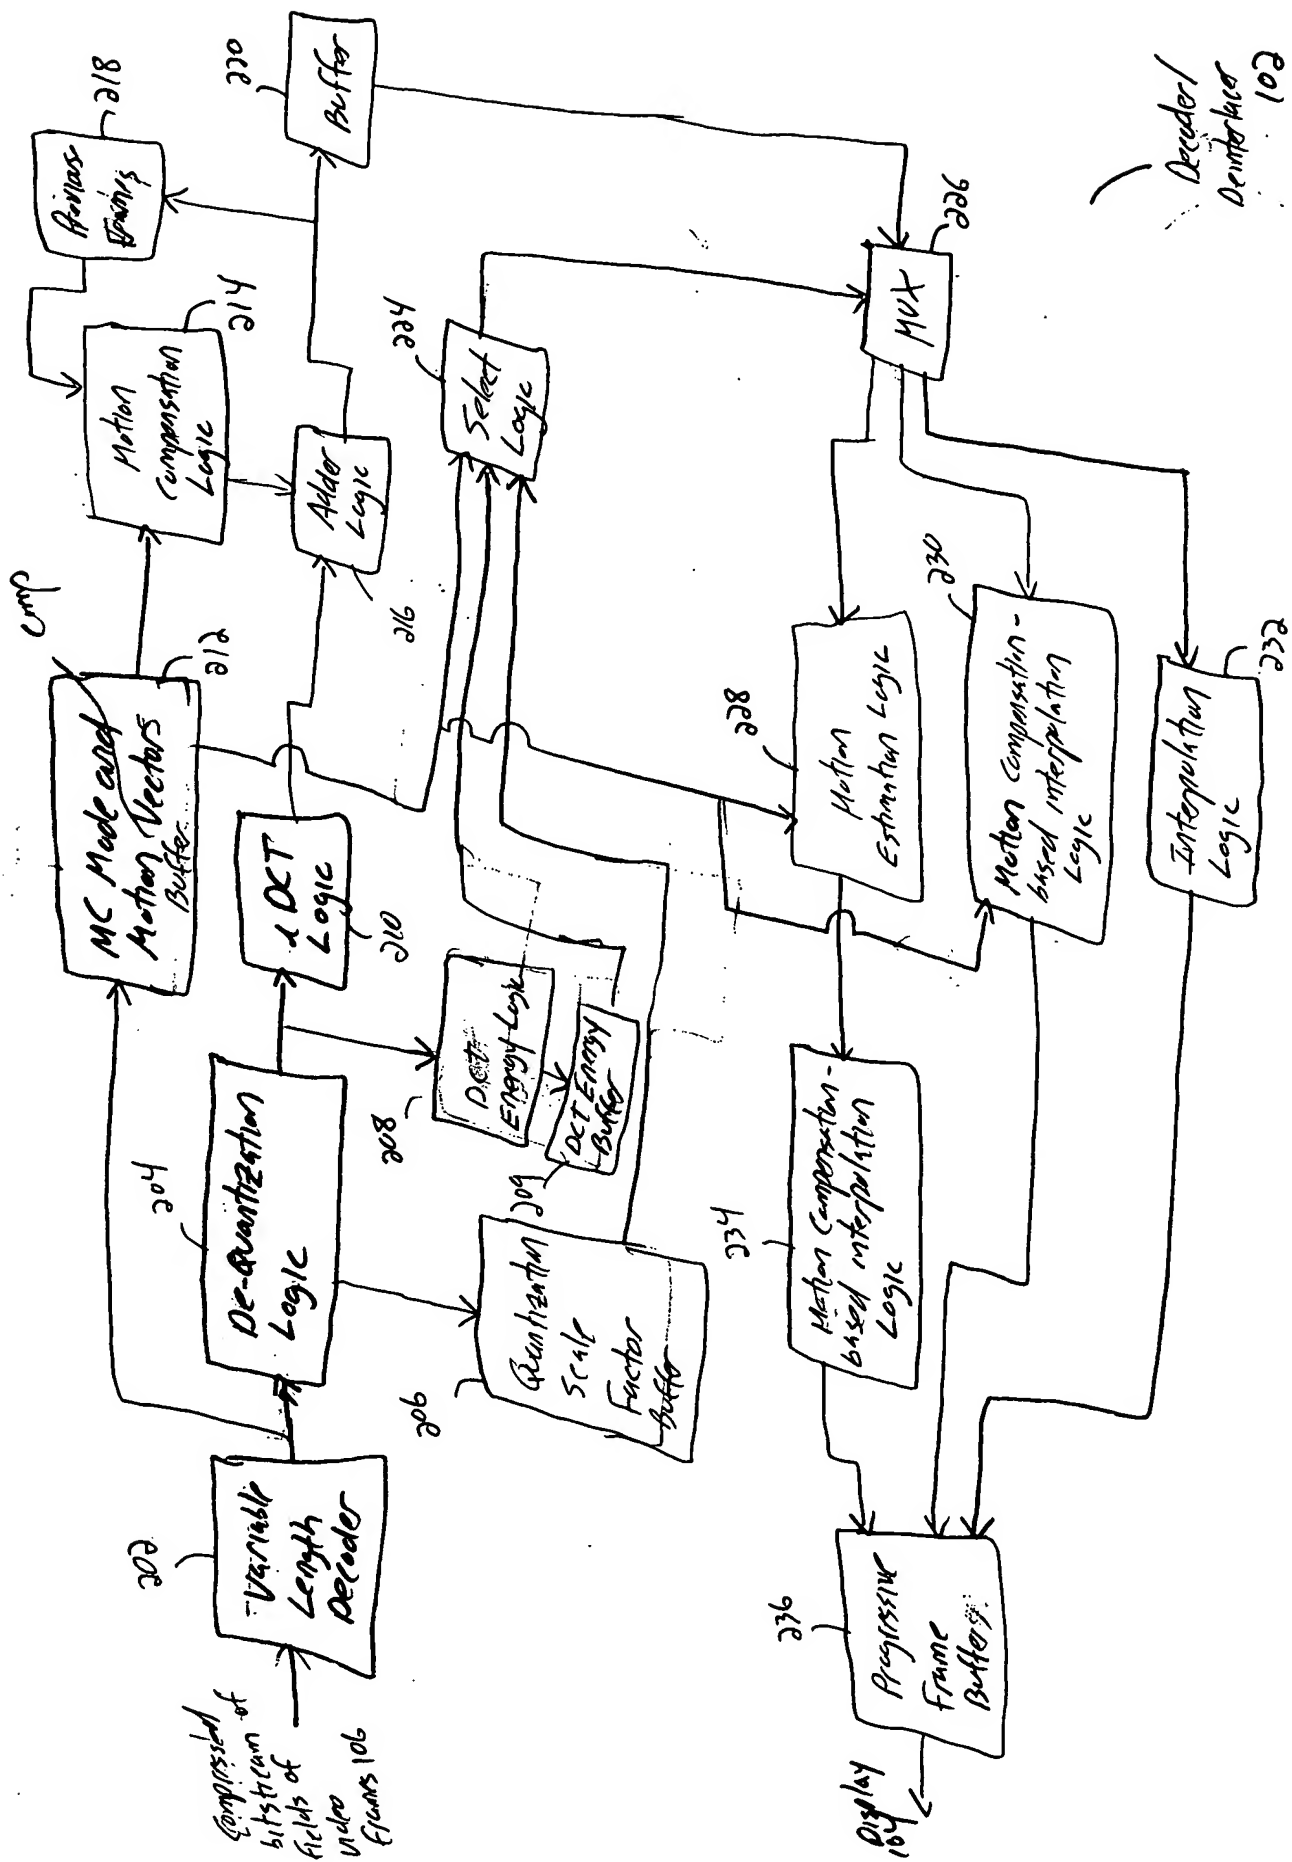 Compressed
bitstream of
fields of
video
frames 106
202
Variable
Length
Decoder
204
De-Quantization
Logic
206
Quantization
Scale
Factor
Buffer
208
DCT
Energy Logic
209
DCT Energy
Buffer
210
iDCT
Logic
212
MC Mode and
Motion Vectors
Buffer
214
Motion
Compensation
Logic
216
Adder
Logic
218
Frames
220
Buffer
224
Select
Logic
226
MUX
228
Motion
Estimation Logic
230
Motion Compensation-
based interpolation
Logic
232
Interpolation
Logic
234
Motion Compensation-
based interpolation
Logic
236
Progressive
Frame
Buffers
Display
104
Decoder/
Deinterlacer
102